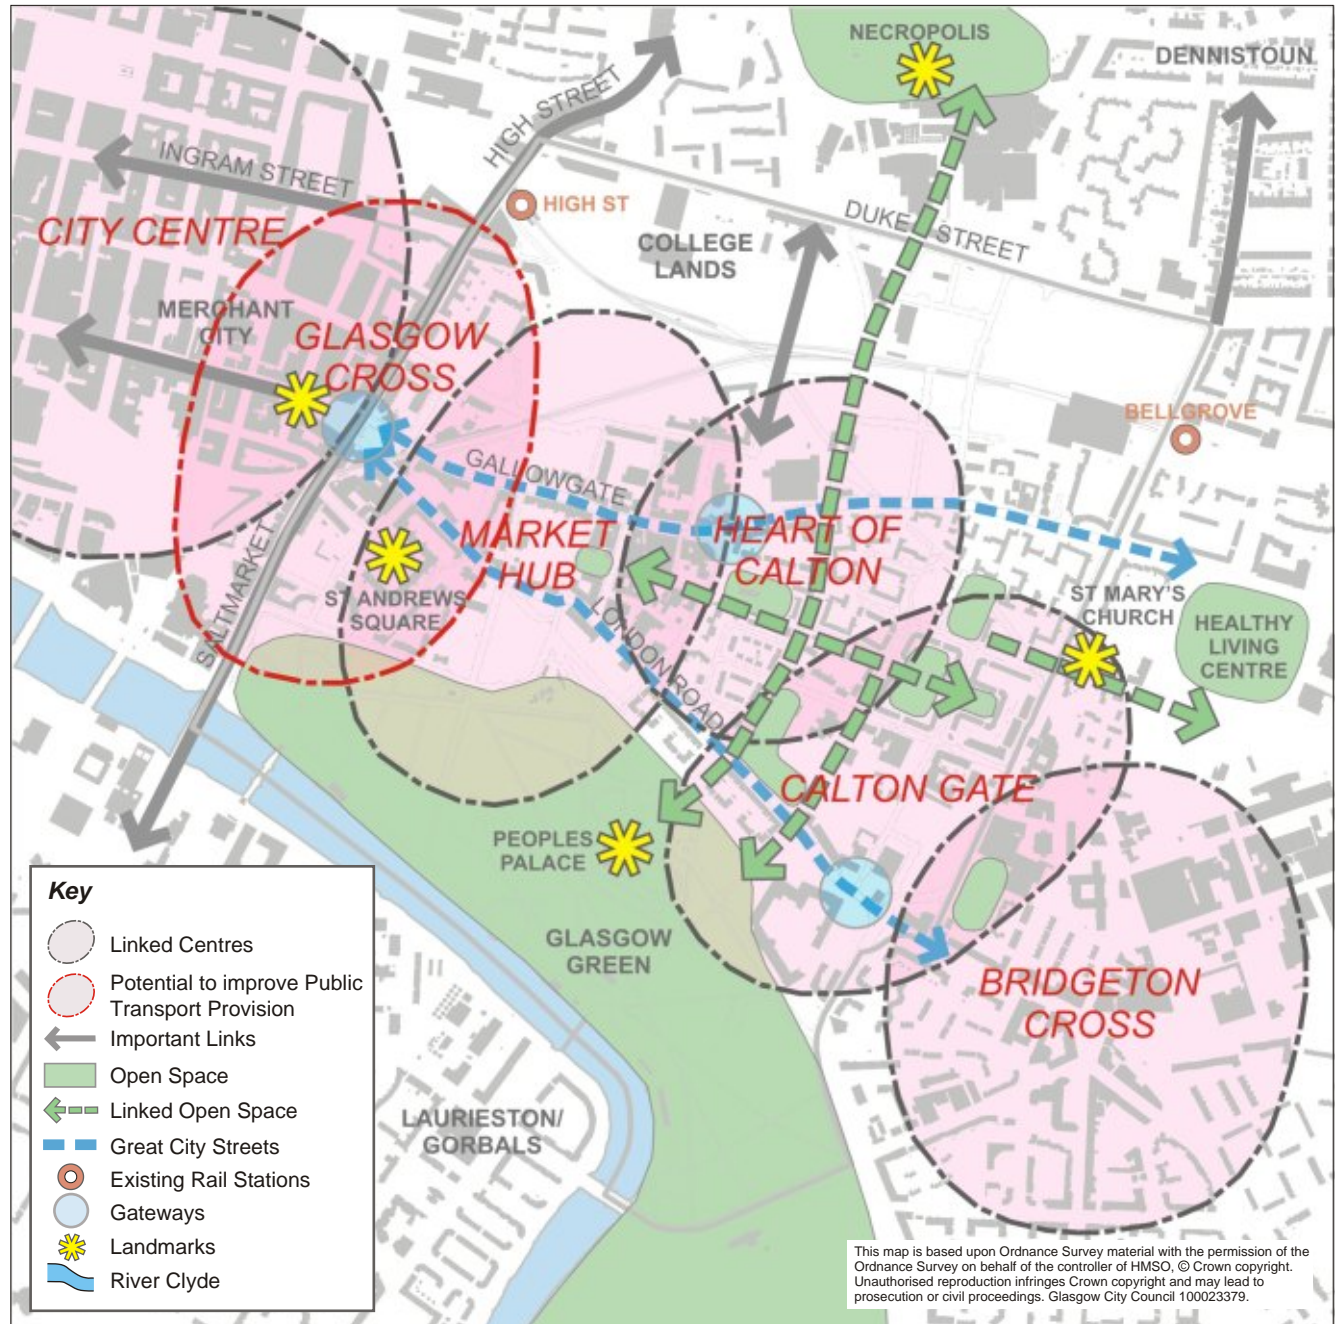 NECROPOLIS
DENNISTOUN
HIGH STREET
INGRAM STREET
HIGH ST
CITY CENTRE
DUKE STREET
COLLEGE
LANDS
MERCHANT
CITY
GLASGOW
CROSS
BELLGROVE
GALLOWGATE
MARKET
HUB
HEART OF
CALTON
ST ANDREWS
SQUARE
SALTMARKET
LONDON ROAD
ST MARY'S
CHURCH
HEALTHY
LIVING
CENTRE
CALTON GATE
PEOPLES
PALACE
GLASGOW
GREEN
BRIDGETON
CROSS
LAURIESTON/
GORBALS
Key
Linked Centres
Potential to improve Public
Transport Provision
Important Links
Open Space
Linked Open Space
Great City Streets
Existing Rail Stations
Gateways
Landmarks
River Clyde
This map is based upon Ordnance Survey material with the permission of the
Ordnance Survey on behalf of the controller of HMSO, © Crown copyright.
Unauthorised reproduction infringes Crown copyright and may lead to
prosecution or civil proceedings. Glasgow City Council 100023379.